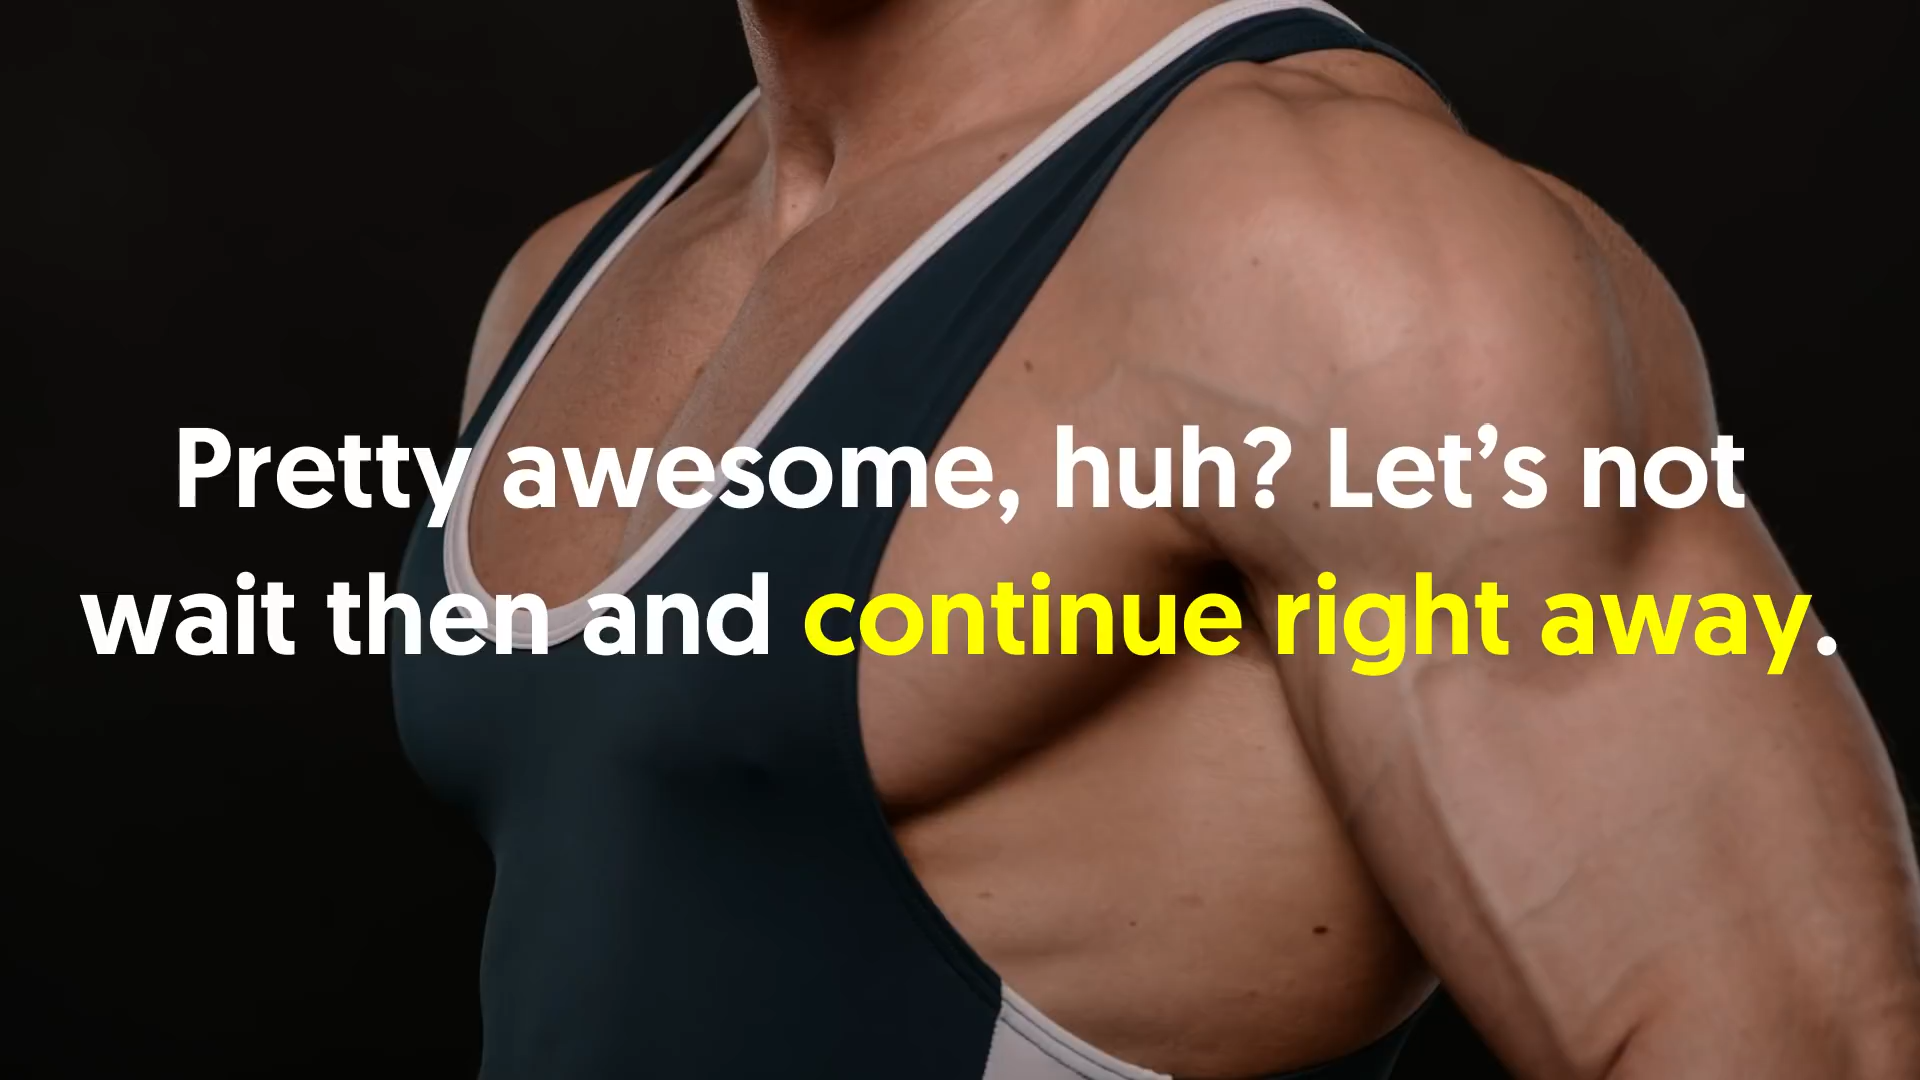 Pretty awesome, huh? Let’s not
wait then and continue right away.